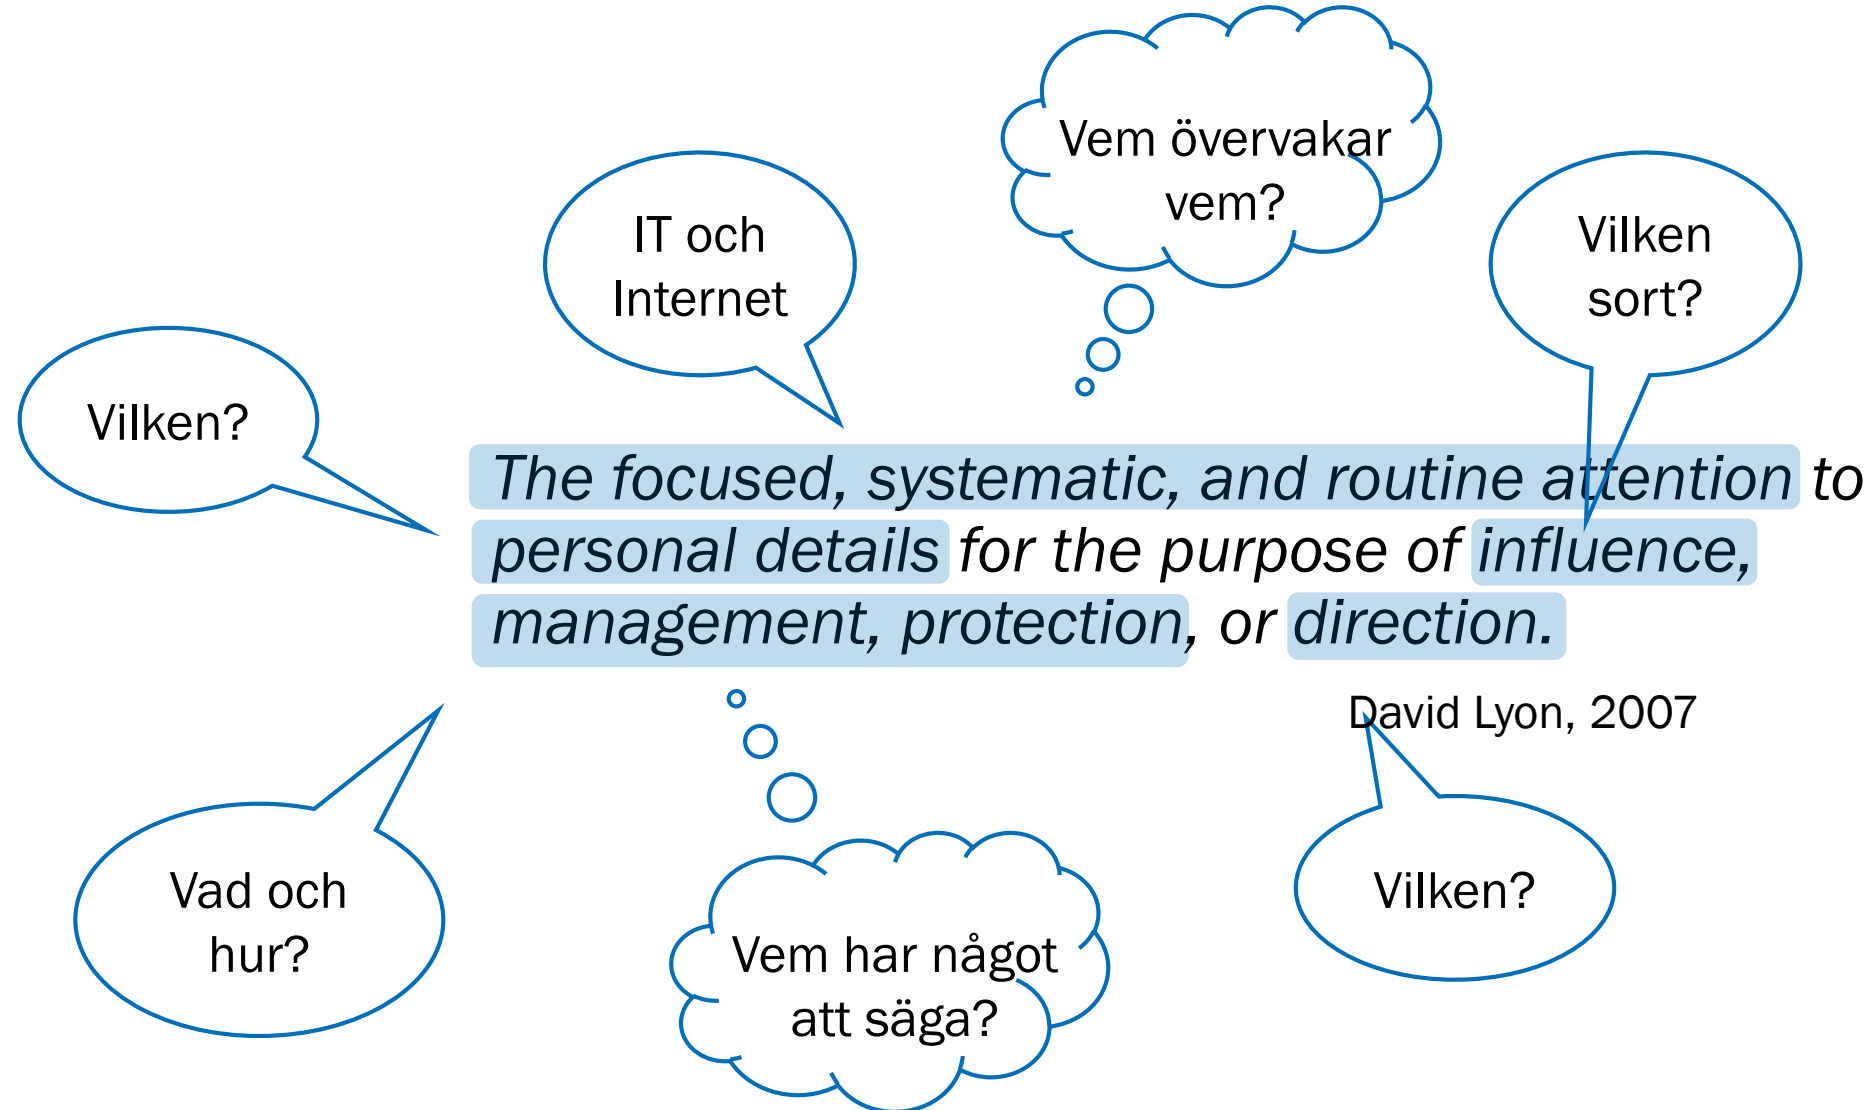 Vem övervakar
vem?
IT och
Internet
Vilken
sort?
Vilken?
The focused, systematic, and routine attention to
personal details for the purpose of influence,
management, protection, or direction.
David Lyon, 2007
Vad och
hur?
Vem har något
att säga?
Vilken?